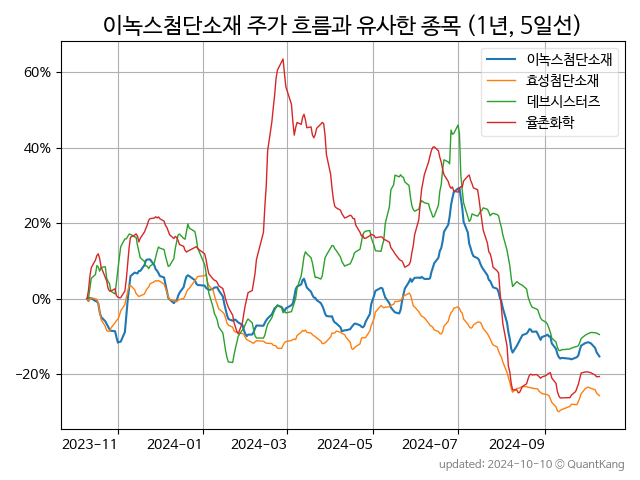 이녹스첨단소재 주가 흐름과 유사한 종목 (1년, 5일선)
이녹스첨단소재
효성첨단소재
데브시스터즈
율촌화학
60%
40%
20%
0%
−20%
2023-11
2024-01
2024-03
2024-05
2024-07
2024-09
updated: 2024-10-10 © QuantKang